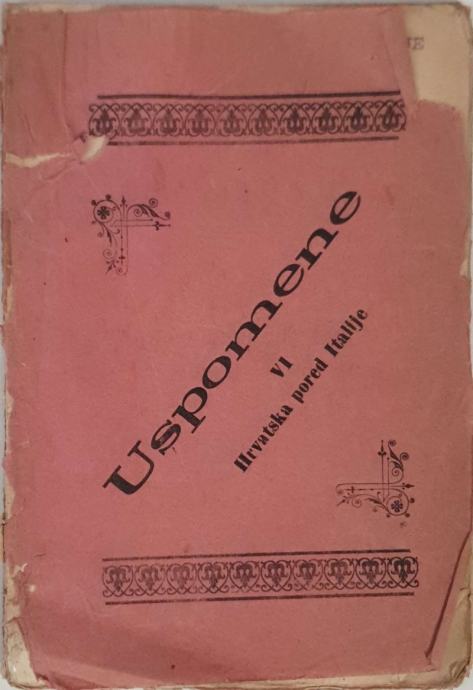 Uspomene
VI
Hrvatska pored Italije